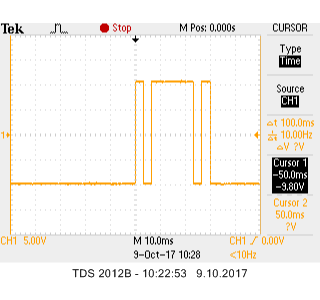 Tek Stop M Pos: 0.000s CURSOR
Type
Time
Source
CH1
Δt 100.0ms
1/Δt 10.00Hz
ΔV ?V
Cursor 1
-50.0ms
-9.80V
Cursor 2
50.0ms
?V
1
CH1 5.00V M 10.0ms CH1 / 0.00V
9-Oct-17 10:28 <10Hz
TDS 2012B - 10:22:53 9.10.2017